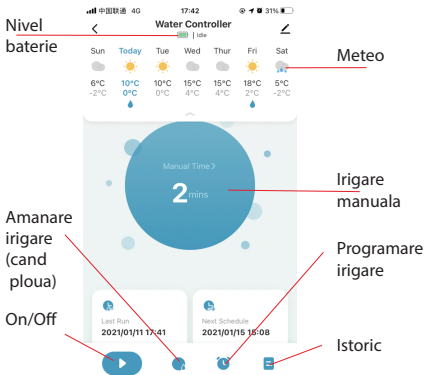 中国联通 4G 17:42 31%
Water Controller
Idle
Sun Today Tue Wed Thur Fri Sat
6°C 10°C 10°C 15°C 15°C 18°C 5°C
-2°C 0°C 0°C 4°C 4°C 2°C -2°C
Manual Time >
2 mins
Last Run
2021/01/11 17:41
Next Schedule
2021/01/15 15:08
Nivel
baterie
Meteo
Irigare
manuala
Amanare
irigare
(cand
ploua)
Programare
irigare
On/Off
Istoric